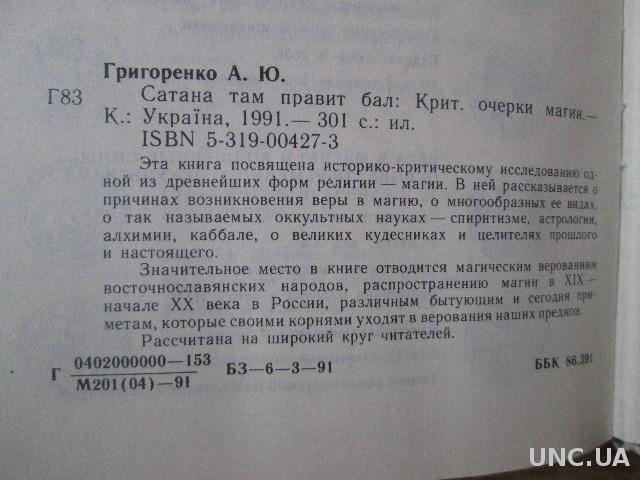 Григоренко А. Ю.
Г83 Сатана там правит бал: Крит. очерки магии.—
К.: Україна, 1991.— 301 с.: ил.
ISBN 5-319-00427-3
Эта книга посвящена историко-критическому исследованию од-
ной из древнейших форм религии — магии. В ней рассказывается о
причинах возникновения веры в магию, о многообразных ее видах,
о так называемых оккультных науках — спиритизме, астрологии,
алхимии, каббале, о великих кудесниках и целителях прошлого
и настоящего.
Значительное место в книге отводится магическим верованиям
восточнославянских народов, распространению магии в XIX —
начале XX века в России, различным бытующим и сегодня при-
метам, которые своими корнями уходят в верования наших предков.
Рассчитана на широкий круг читателей.
Г 0402000000—153 БЗ—6—3—91 ББК 86.391
М201(04)—91
UNC.UA